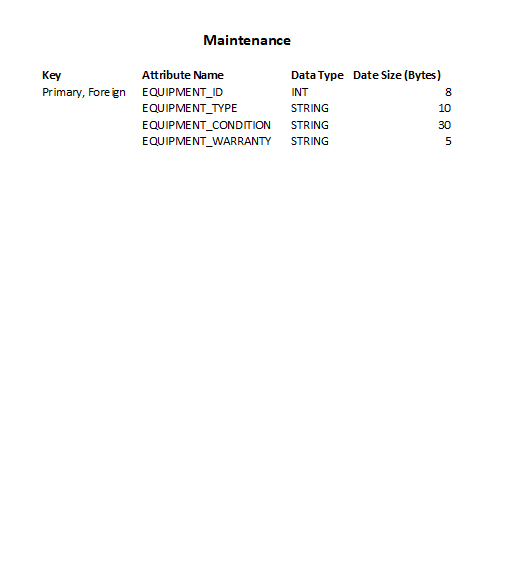 Maintenance
Key Attribute Name Data Type Date Size (Bytes)
Primary, Foreign EQUIPMENT_ID INT 8
EQUIPMENT_TYPE STRING 10
EQUIPMENT_CONDITION STRING 30
EQUIPMENT_WARRANTY STRING 5